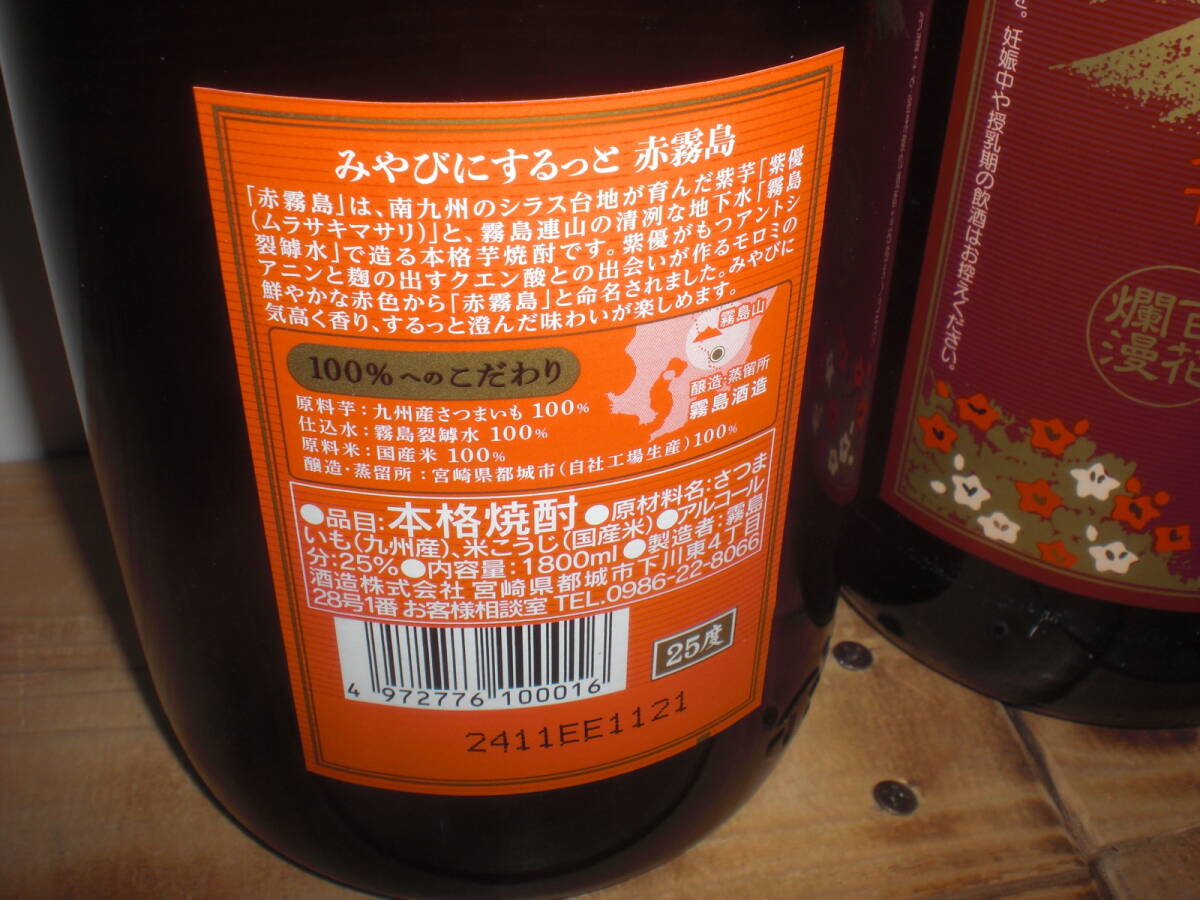 みやびにするっと 赤霧島
「赤霧島」は、南九州のシラス台地が育んだ紫芋「紫優
(ムラサキマサリ)」と、霧島連山の清冽な地下水「霧島
裂罅水」で造る本格芋焼酎です。紫優がもつアントシ
アニンと麹の出すクエン酸との出会いが作るモロミの
鮮やかな赤色から「赤霧島」と命名されました。みやびに
気高く香り、するっと澄んだ味わいが楽しめます。
霧島山
醸造・蒸留所
霧島酒造
100%へのこだわり
原料芋：九州産さつまいも 100%
仕込水：霧島裂罅水 100%
原料米：国産米 100%
醸造・蒸留所：宮崎県都城市(自社工場生産)100%
●品目：本格焼酎●原材料名：さつま
いも(九州産)、米こうじ(国産米)●アルコール
分：25%●内容量：1800ml●製造者：霧島
酒造株式会社 宮崎県都城市下川東4丁目
28号1番 お客様相談室 TEL.0986-22-8066
4 972776 100016
25度
2411EE1121
。妊娠中や授乳期の飲酒はお控えください。
百花
爛漫